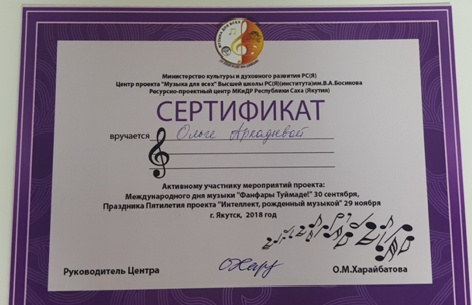 Министерство культуры и духовного развития РС(Я)
Центр проекта "Музыка для всех" Высшей школы РС(Я)(института)им.В.А.Босикова
Ресурсно-проектный центр МКиДР Республики Саха (Якутия)
СЕРТИФИКАТ
вручается Ольге Аркадьевой
Активному участнику мероприятий проекта:
Международного дня музыки "Фанфары Туймаде!" 30 сентября,
Праздника Пятилетия проекта "Интеллект, рожденный музыкой" 29 ноября
г. Якутск, 2018 год
Руководитель Центра О.М.Харайбатова